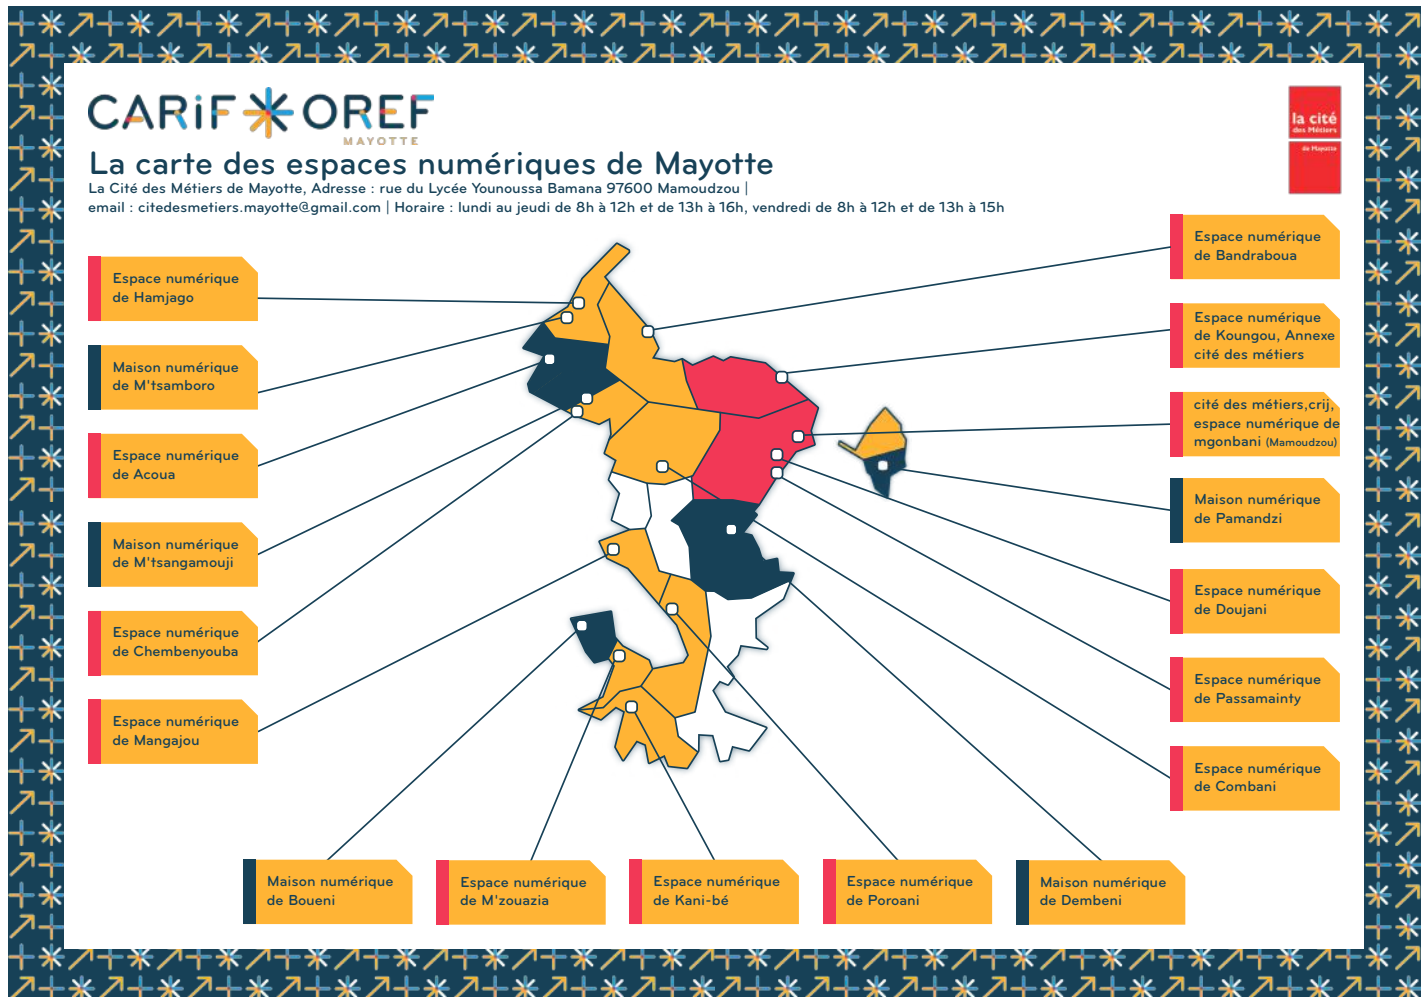 CARiF OREF
MAYOTTE
la cité
des Métiers
de Mayotte
La carte des espaces numériques de Mayotte
La Cité des Métiers de Mayotte, Adresse : rue du Lycée Younoussa Bamana 97600 Mamoudzou |
email : citedesmetiers.mayotte@gmail.com | Horaire : lundi au jeudi de 8h à 12h et de 13h à 16h, vendredi de 8h à 12h et de 13h à 15h
Espace numérique
de Hamjago
Maison numérique
de M'tsamboro
Espace numérique
de Acoua
Maison numérique
de M'tsangamouji
Espace numérique
de Chembenyouba
Espace numérique
de Mangajou
Espace numérique
de Bandraboua
Espace numérique
de Koungou, Annexe
cité des métiers
cité des métiers,crij,
espace numérique de
mgonbani (Mamoudzou)
Maison numérique
de Pamandzi
Espace numérique
de Doujani
Espace numérique
de Passamainty
Espace numérique
de Combani
Maison numérique
de Boueni
Espace numérique
de M'zouazia
Espace numérique
de Kani-bé
Espace numérique
de Poroani
Maison numérique
de Dembeni